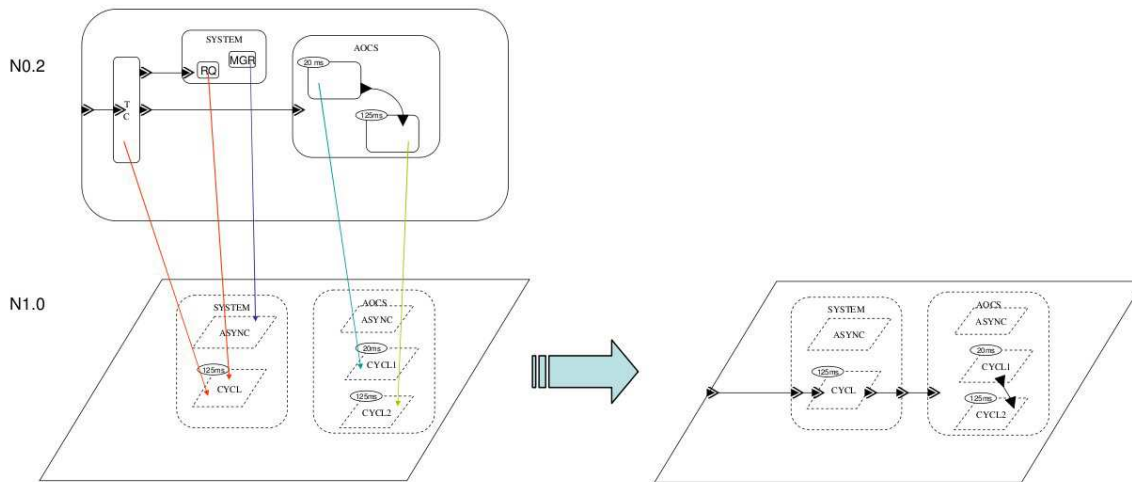 N0.2
SYSTEM
RQ
MGR
T
C
AOCS
20 ms
125ms
N1.0
SYSTEM
ASYNC
125ms
CYCL
AOCS
ASYNC
20ms
CYCL1
125ms
CYCL2
SYSTEM
ASYNC
125ms
CYCL
AOCS
ASYNC
20ms
CYCL1
125ms
CYCL2